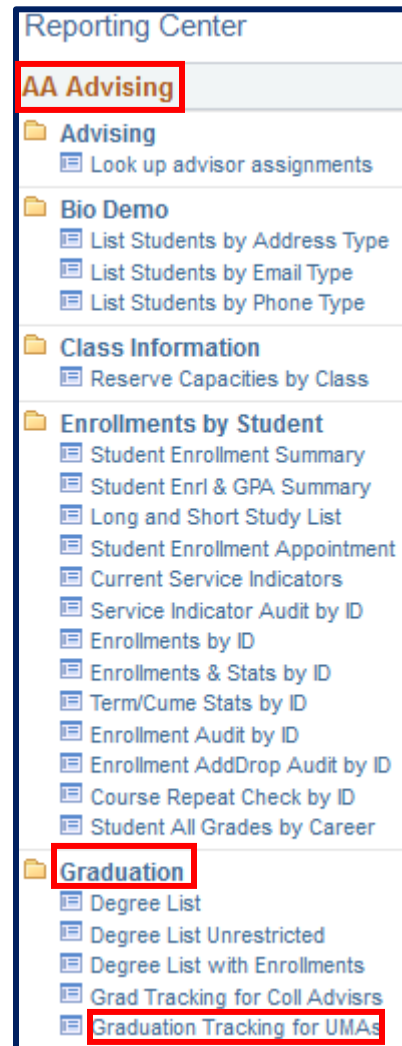 Reporting Center
AA Advising
Advising
Look up advisor assignments
Bio Demo
List Students by Address Type
List Students by Email Type
List Students by Phone Type
Class Information
Reserve Capacities by Class
Enrollments by Student
Student Enrollment Summary
Student Enrl & GPA Summary
Long and Short Study List
Student Enrollment Appointment
Current Service Indicators
Service Indicator Audit by ID
Enrollments by ID
Enrollments & Stats by ID
Term/Cume Stats by ID
Enrollment Audit by ID
Enrollment AddDrop Audit by ID
Course Repeat Check by ID
Student All Grades by Career
Graduation
Degree List
Degree List Unrestricted
Degree List with Enrollments
Grad Tracking for Coll Advisrs
Graduation Tracking for UMAs